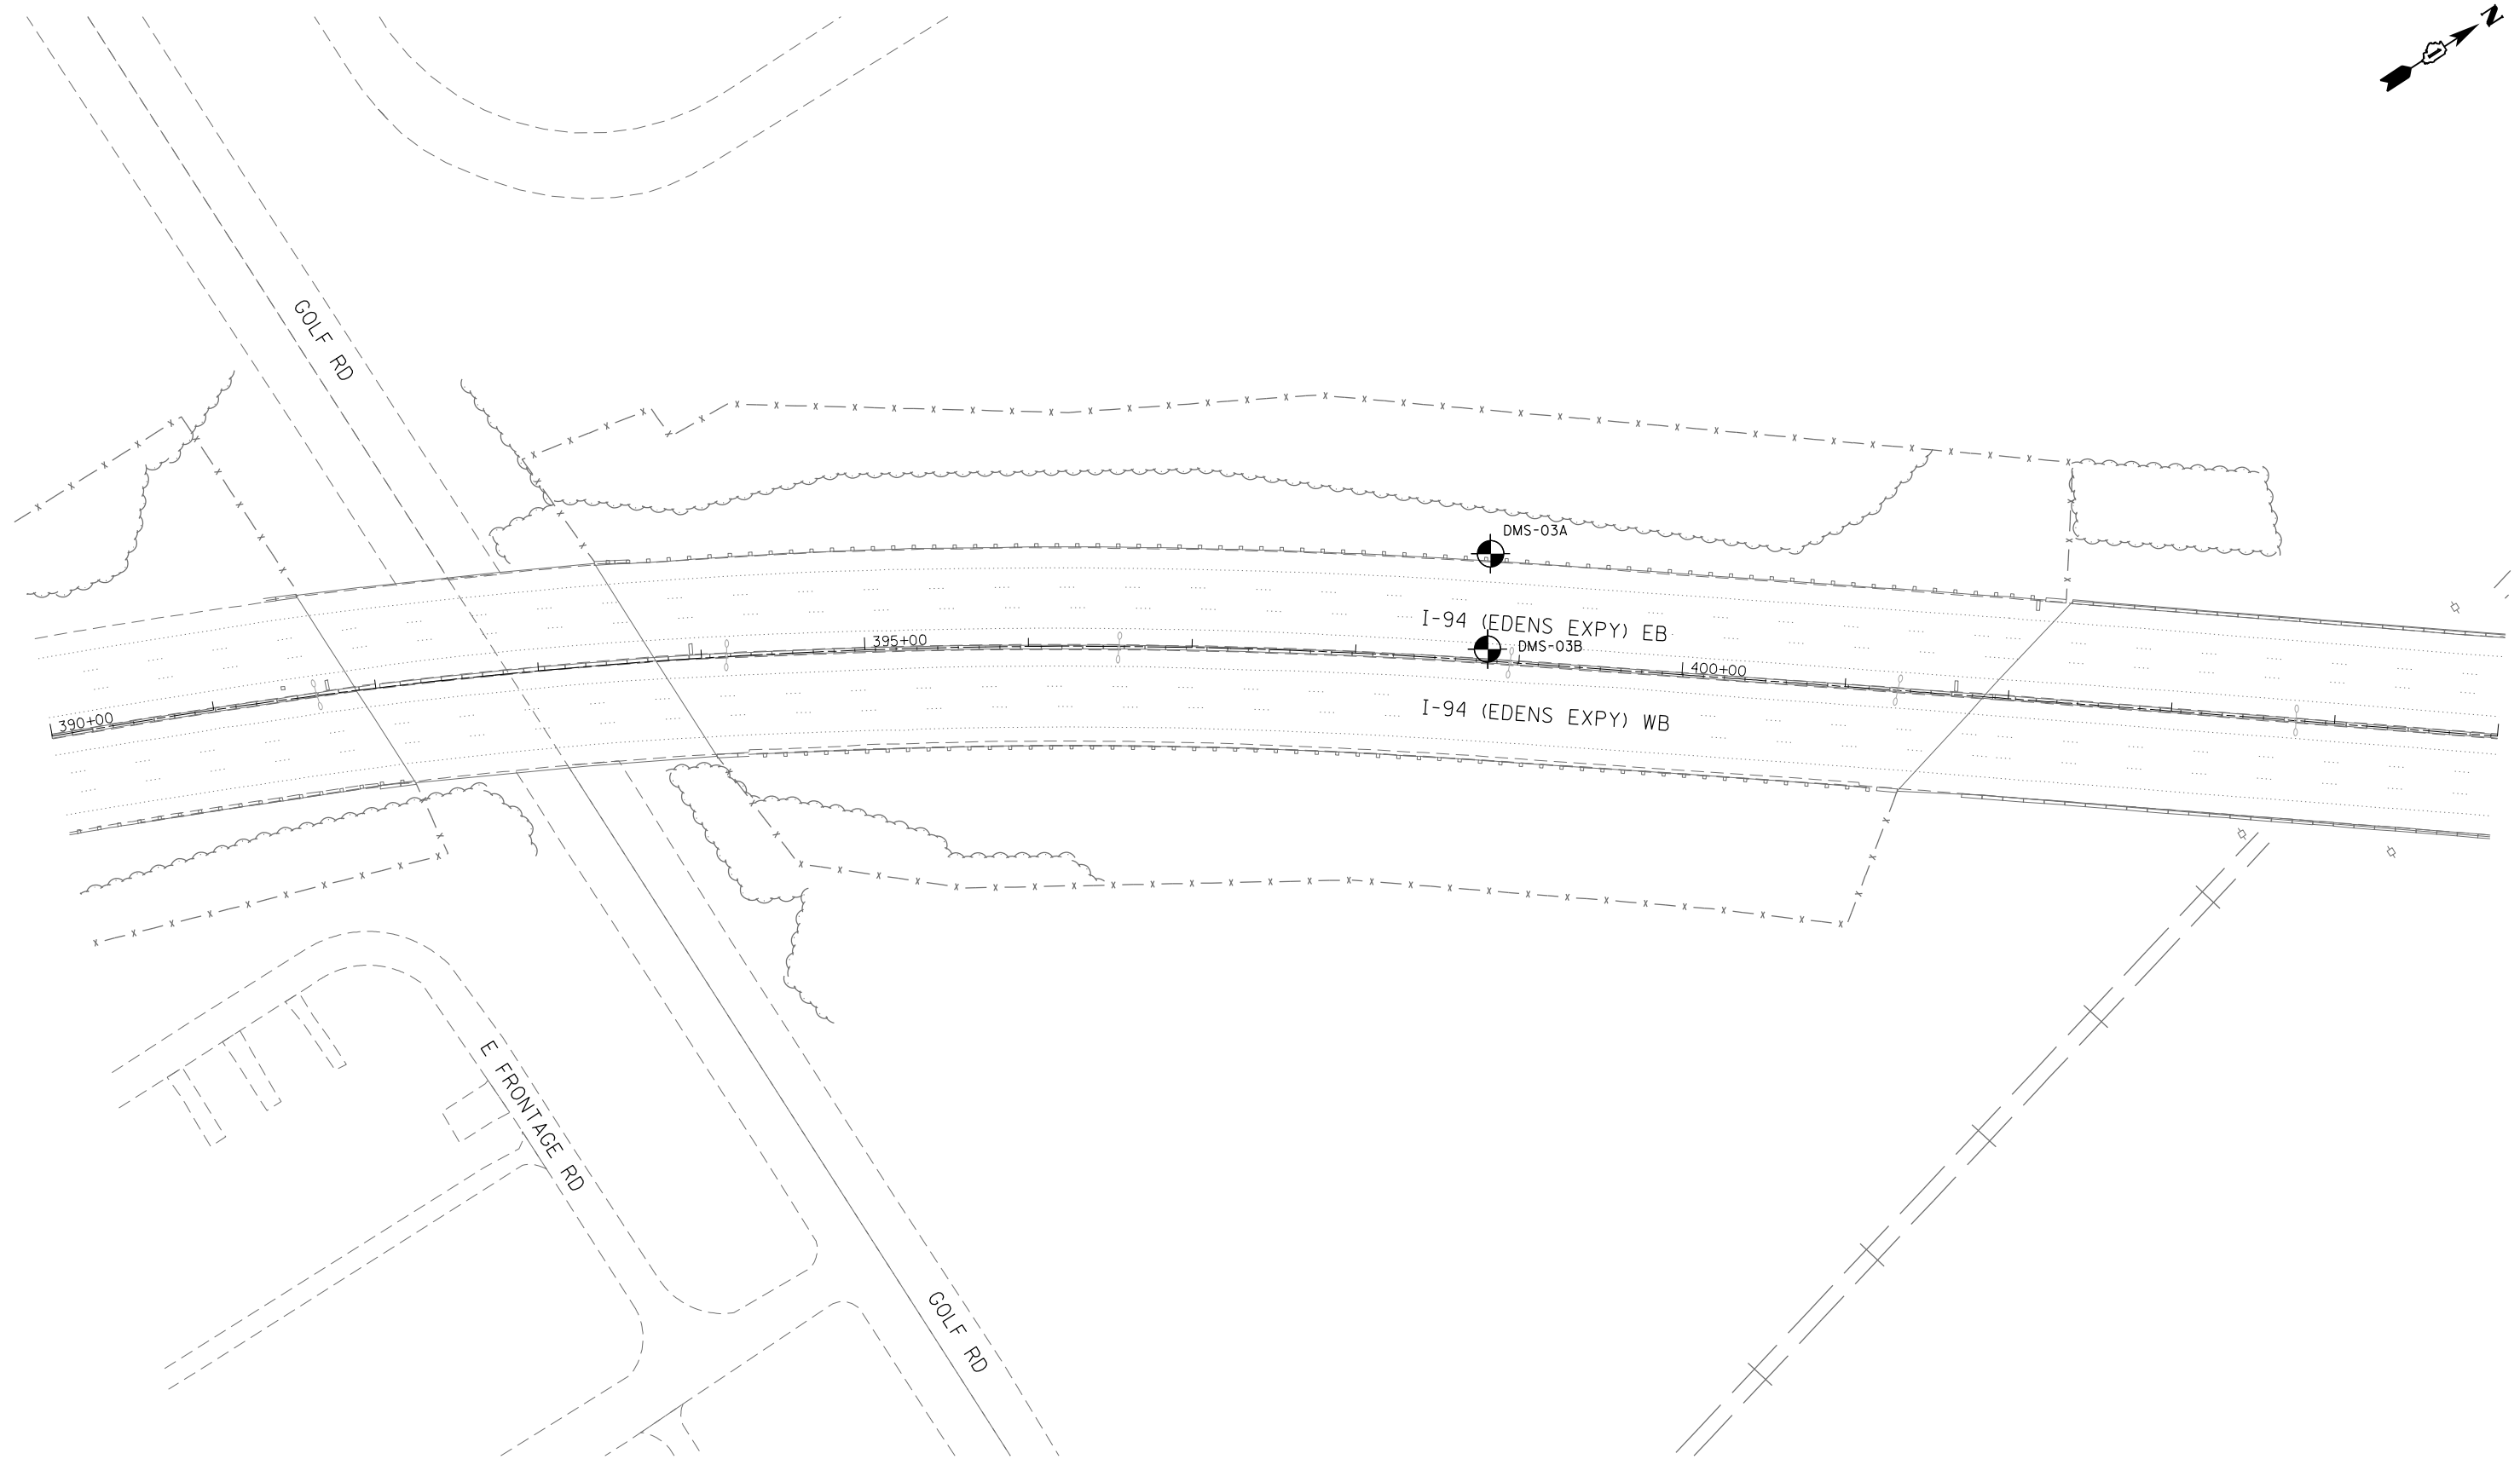 N
GOLF RD
DMS-03A
I-94 (EDENS EXPY) EB
395+00
DMS-03B
400+00
390+00
I-94 (EDENS EXPY) WB
E FRONTAGE RD
GOLF RD